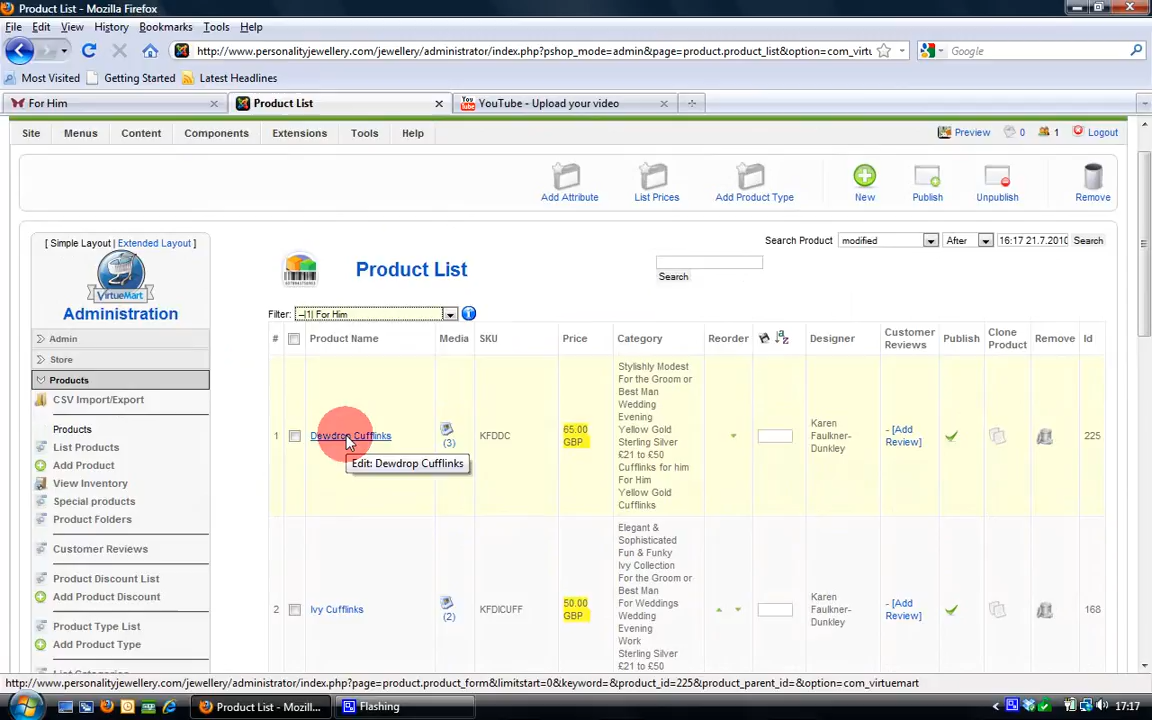 Product List - Mozilla Firefox
File Edit View History Bookmarks Tools Help
http://www.personalityjewellery.com/jewellery/administrator/index.php?pshop_mode=admin&page=product.product_list&option=com_virtu
Google
Most Visited Getting Started Latest Headlines
For Him Product List YouTube - Upload your video
Site Menus Content Components Extensions Tools Help Preview 0 1 Logout
Add Attribute List Prices Add Product Type New Publish Unpublish Remove
[ Simple Layout | Extended Layout ]
VirtueMart
Administration
Admin
Store
Products
CSV Import/Export
Products
List Products
Add Product
View Inventory
Special products
Product Folders
Customer Reviews
Product Discount List
Add Product Discount
Product Type List
Add Product Type
List Categories
Search Product modified After 16:17 21.7.2010 Search
Product List
Search
Filter: --|1| For Him
# Product Name Media SKU Price Category Reorder Designer Customer Reviews Publish Clone Product Remove Id
1 Dewdrop Cufflinks (3) KFDDC 65.00 GBP
Stylishly Modest
For the Groom or
Best Man
Wedding
Evening
Yellow Gold
Sterling Silver
£21 to £50
Cufflinks for him
For Him
Yellow Gold
Cufflinks
Karen
Faulkner-
Dunkley
- [Add
Review]
225
Edit: Dewdrop Cufflinks
2 Ivy Cufflinks (2) KFDICUFF 50.00 GBP
Elegant &
Sophisticated
Fun & Funky
Ivy Collection
For the Groom or
Best Man
For Weddings
Wedding
Evening
Work
Sterling Silver
£21 to £50
Karen
Faulkner-
Dunkley
- [Add
Review]
168
http://www.personalityjewellery.com/jewellery/administrator/index.php?page=product.product_form&limitstart=0&keyword=&product_id=225&product_parent_id=&option=com_virtuemart
Product List - Mozill... Flashing 17:17